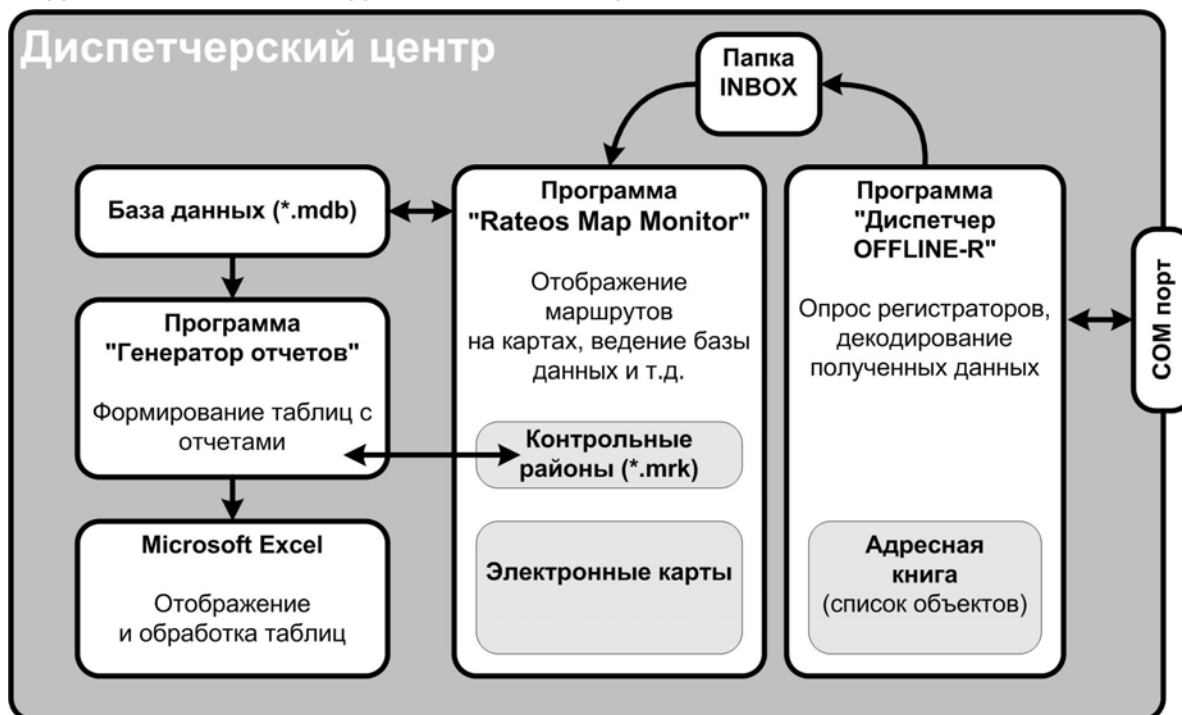 Диспетчерский центр
Папка
INBOX
База данных (*.mdb)
Программа
"Генератор отчетов"
Формирование таблиц с
отчетами
Microsoft Excel
Отображение
и обработка таблиц
Программа
"Rateos Map Monitor"
Отображение
маршрутов
на картах, ведение базы
данных и т.д.
Контрольные
районы (*.mrk)
Электронные карты
Программа
"Диспетчер
OFFLINE-R"
Опрос регистраторов,
декодирование
полученных данных
Адресная
книга
(список объектов)
COM порт